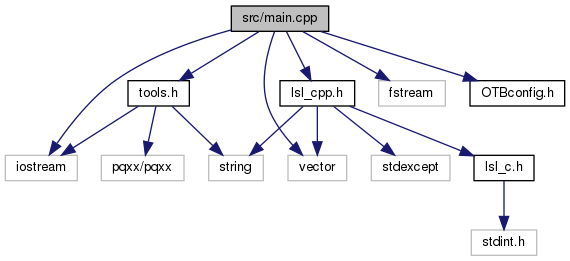 src/main.cpp
tools.h
lsl_cpp.h
fstream
OTBconfig.h
iostream
pqxx/pqxx
string
vector
stdexcept
lsl_c.h
stdint.h